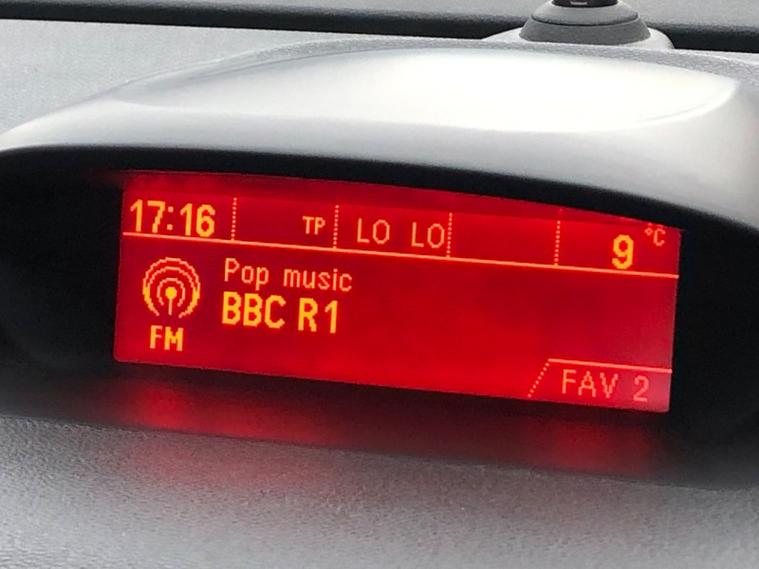 17:16 TP LO LO 9 °C
Pop music
BBC R1
FM
FAV 2